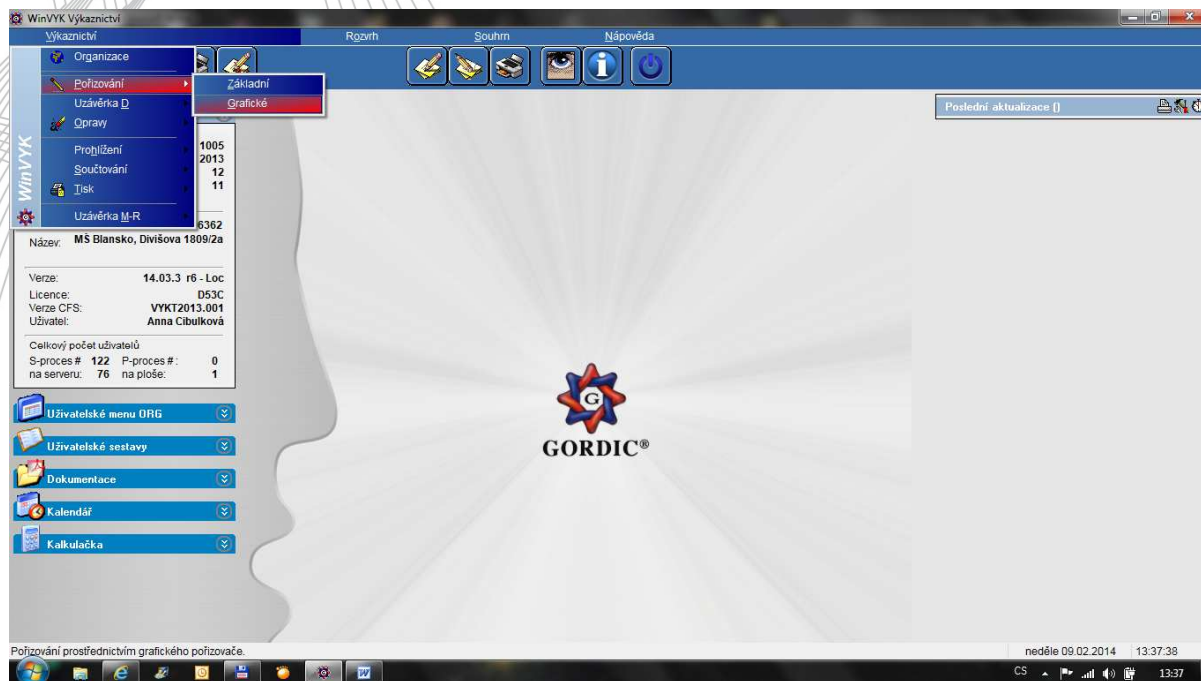 WinVYK Výkaznictví
Výkaznictví Rozvrh Souhrn Nápověda
Organizace
Pořizování
Základní
Uzávěrka D
Grafické
Opravy
Poslední aktualizace ()
Prohlížení
1005
2013
Součtování
12
Tisk
11
Uzávěrka M-R
6362
WinVYK
Název: MŠ Blansko, Divišova 1809/2a
Verze: 14.03.3 r6 - Loc
Licence: D53C
Verze CFS: VYKT2013.001
Uživatel: Anna Cibulková
Celkový počet uživatelů
S-proces # 122 P-proces # : 0
na serveru: 76 na ploše: 1
Uživatelské menu ORG
Uživatelské sestavy
Dokumentace
Kalendář
Kalkulačka
G
GORDIC®
Pořizování prostřednictvím grafického pořizovače. neděle 09.02.2014 13:37:38
CS 13:37